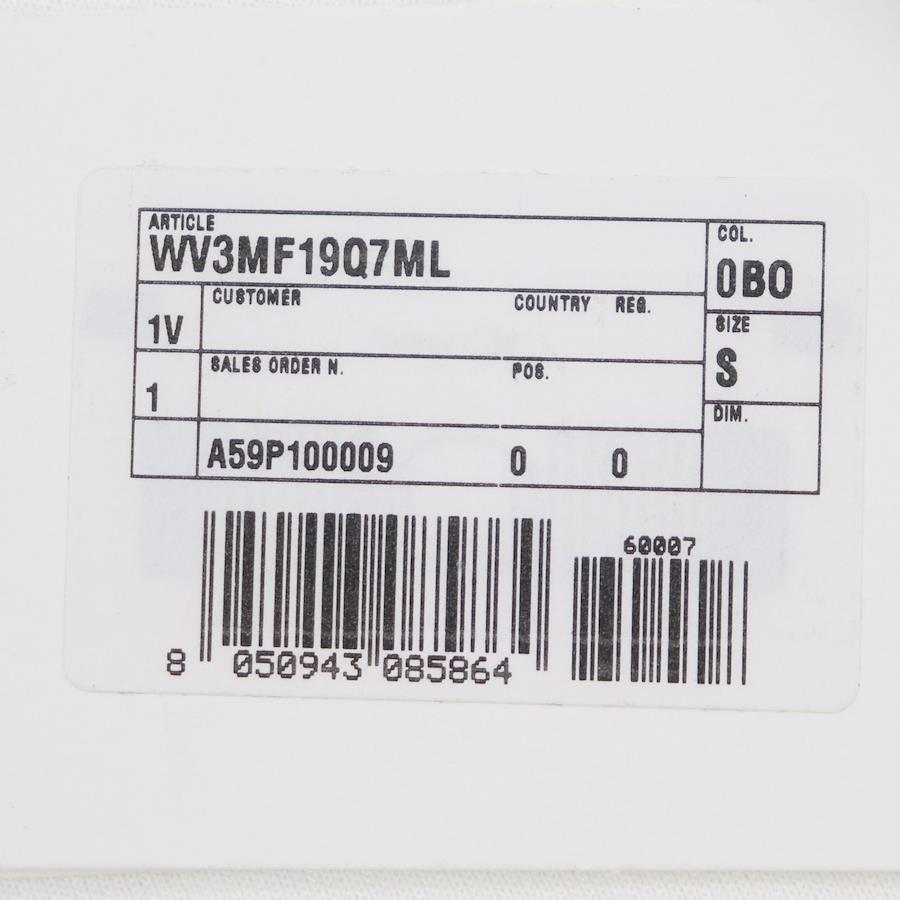 ARTICLE
WV3MF19Q7ML
COL.
0BO
1V
CUSTOMER COUNTRY REG.
SIZE
S
1
SALES ORDER N. POS.
DIM.
A59P100009 0 0
60007
8 050943 085864